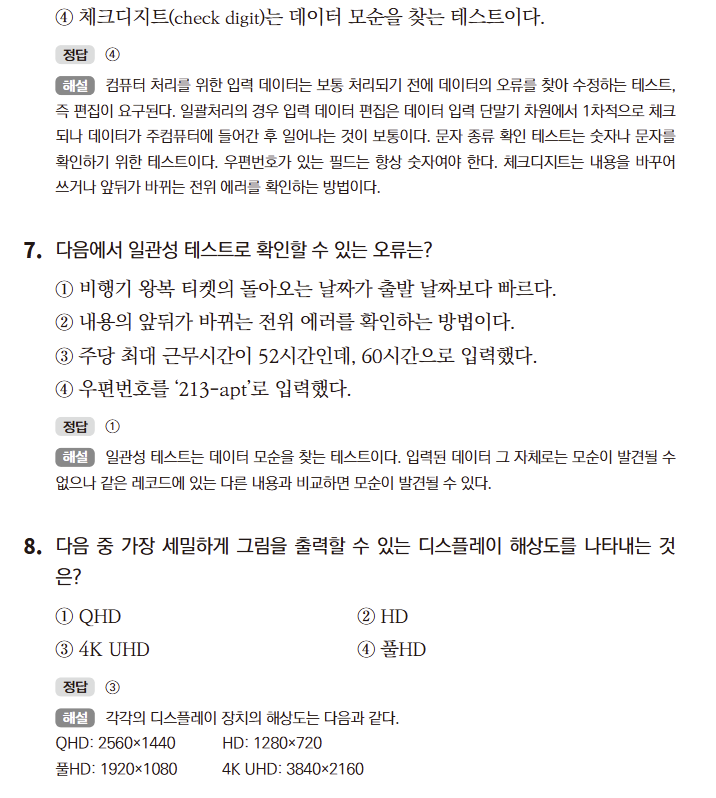 ④ 체크디지트(check digit)는 데이터 모순을 찾는 테스트이다.
정답 ④
해설 컴퓨터 처리를 위한 입력 데이터는 보통 처리되기 전에 데이터의 오류를 찾아 수정하는 테스트,
즉 편집이 요구된다. 일괄처리의 경우 입력 데이터 편집은 데이터 입력 단말기 차원에서 1차적으로 체크
되나 데이터가 주컴퓨터에 들어간 후 일어나는 것이 보통이다. 문자 종류 확인 테스트는 숫자나 문자를
확인하기 위한 테스트이다. 우편번호가 있는 필드는 항상 숫자여야 한다. 체크디지트는 내용을 바꾸어
쓰거나 앞뒤가 바뀌는 전위 에러를 확인하는 방법이다.
7. 다음에서 일관성 테스트로 확인할 수 있는 오류는?
① 비행기 왕복 티켓의 돌아오는 날짜가 출발 날짜보다 빠르다.
② 내용의 앞뒤가 바뀌는 전위 에러를 확인하는 방법이다.
③ 주당 최대 근무시간이 52시간인데, 60시간으로 입력했다.
④ 우편번호를 ‘213-apt’로 입력했다.
정답 ①
해설 일관성 테스트는 데이터 모순을 찾는 테스트이다. 입력된 데이터 그 자체로는 모순이 발견될 수
없으나 같은 레코드에 있는 다른 내용과 비교하면 모순이 발견될 수 있다.
8. 다음 중 가장 세밀하게 그림을 출력할 수 있는 디스플레이 해상도를 나타내는 것
은?
① QHD ② HD
③ 4K UHD ④ 풀HD
정답 ③
해설 각각의 디스플레이 장치의 해상도는 다음과 같다.
QHD: 2560×1440 HD: 1280×720
풀HD: 1920×1080 4K UHD: 3840×2160